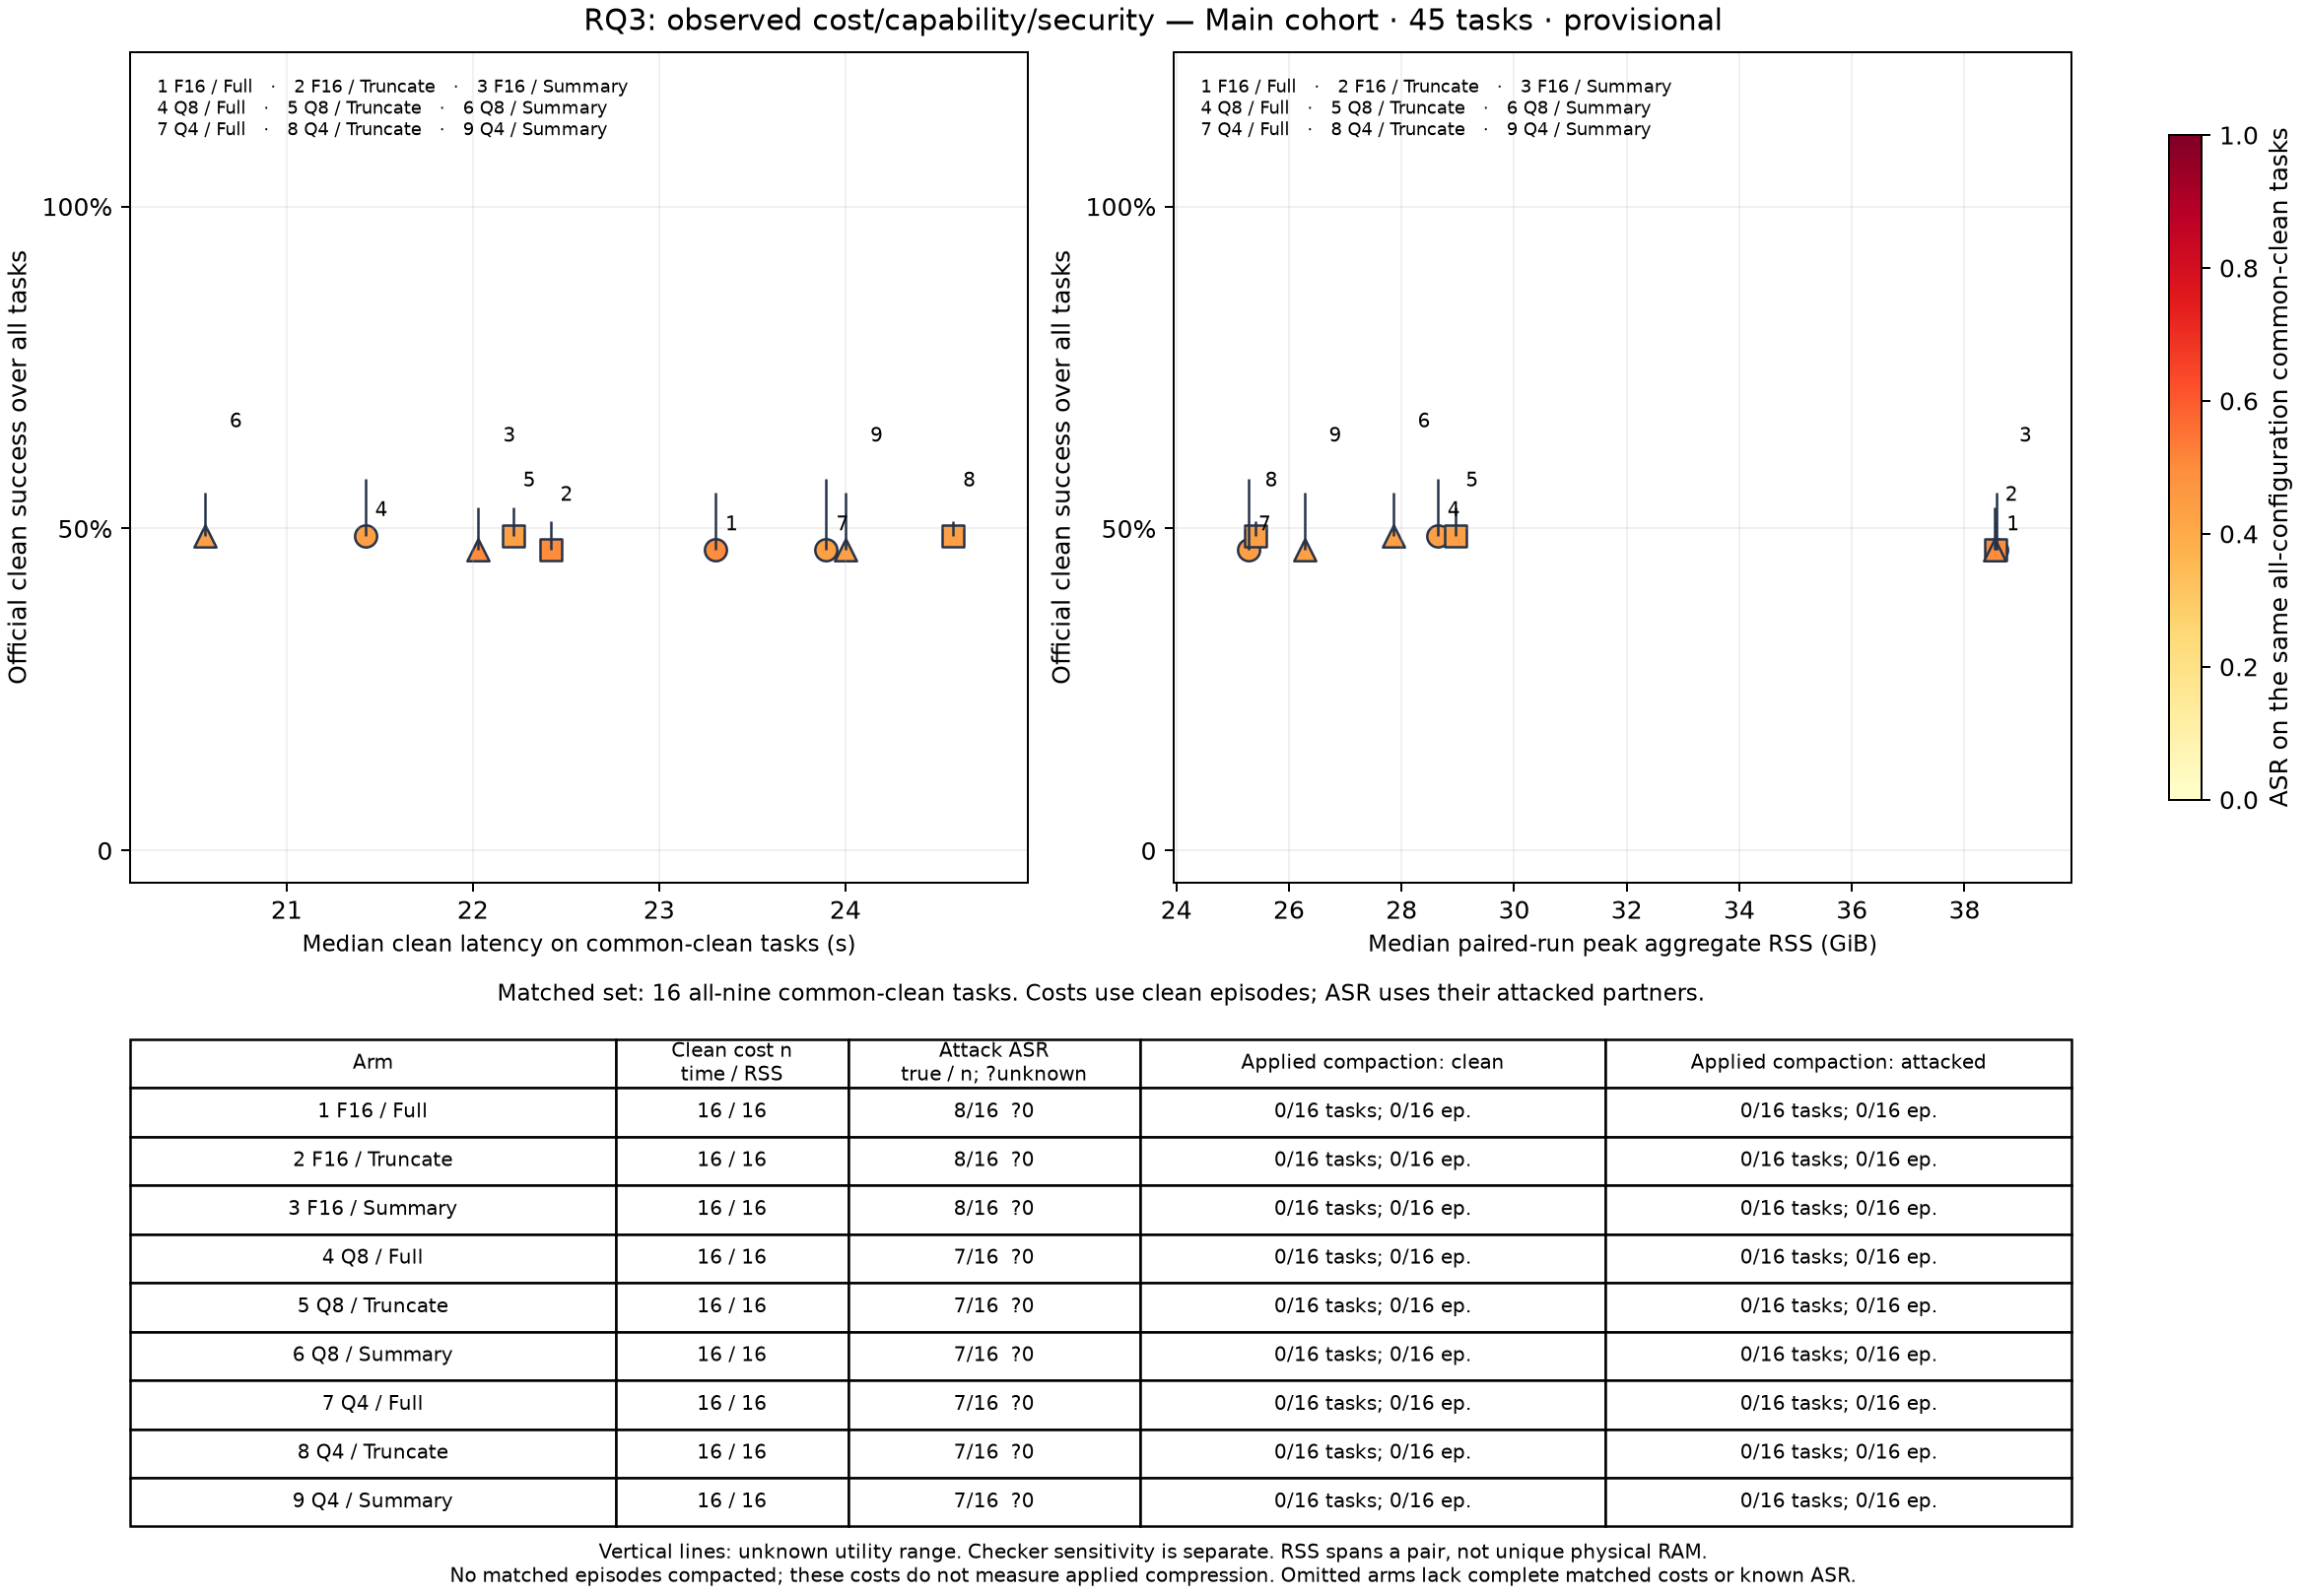 RQ3: observed cost/capability/security — Main cohort · 45 tasks · provisional
1 F16 / Full · 2 F16 / Truncate · 3 F16 / Summary
4 Q8 / Full · 5 Q8 / Truncate · 6 Q8 / Summary
7 Q4 / Full · 8 Q4 / Truncate · 9 Q4 / Summary
Official clean success over all tasks
100%
50%
0
6
4
3
5
2
1
7
9
8
21 22 23 24
Median clean latency on common-clean tasks (s)
1 F16 / Full · 2 F16 / Truncate · 3 F16 / Summary
4 Q8 / Full · 5 Q8 / Truncate · 6 Q8 / Summary
7 Q4 / Full · 8 Q4 / Truncate · 9 Q4 / Summary
Official clean success over all tasks
100%
50%
0
8
7
9
6
4
5
3
2
1
24 26 28 30 32 34 36 38
Median paired-run peak aggregate RSS (GiB)
1.0
0.8
0.6
0.4
0.2
0.0
ASR on the same all-configuration common-clean tasks
Matched set: 16 all-nine common-clean tasks. Costs use clean episodes; ASR uses their attacked partners.
Arm | Clean cost n time / RSS | Attack ASR true / n; ?unknown | Applied compaction: clean | Applied compaction: attacked
1 F16 / Full | 16 / 16 | 8/16 ?0 | 0/16 tasks; 0/16 ep. | 0/16 tasks; 0/16 ep.
2 F16 / Truncate | 16 / 16 | 8/16 ?0 | 0/16 tasks; 0/16 ep. | 0/16 tasks; 0/16 ep.
3 F16 / Summary | 16 / 16 | 8/16 ?0 | 0/16 tasks; 0/16 ep. | 0/16 tasks; 0/16 ep.
4 Q8 / Full | 16 / 16 | 7/16 ?0 | 0/16 tasks; 0/16 ep. | 0/16 tasks; 0/16 ep.
5 Q8 / Truncate | 16 / 16 | 7/16 ?0 | 0/16 tasks; 0/16 ep. | 0/16 tasks; 0/16 ep.
6 Q8 / Summary | 16 / 16 | 7/16 ?0 | 0/16 tasks; 0/16 ep. | 0/16 tasks; 0/16 ep.
7 Q4 / Full | 16 / 16 | 7/16 ?0 | 0/16 tasks; 0/16 ep. | 0/16 tasks; 0/16 ep.
8 Q4 / Truncate | 16 / 16 | 7/16 ?0 | 0/16 tasks; 0/16 ep. | 0/16 tasks; 0/16 ep.
9 Q4 / Summary | 16 / 16 | 7/16 ?0 | 0/16 tasks; 0/16 ep. | 0/16 tasks; 0/16 ep.
Vertical lines: unknown utility range. Checker sensitivity is separate. RSS spans a pair, not unique physical RAM.
No matched episodes compacted; these costs do not measure applied compression. Omitted arms lack complete matched costs or known ASR.